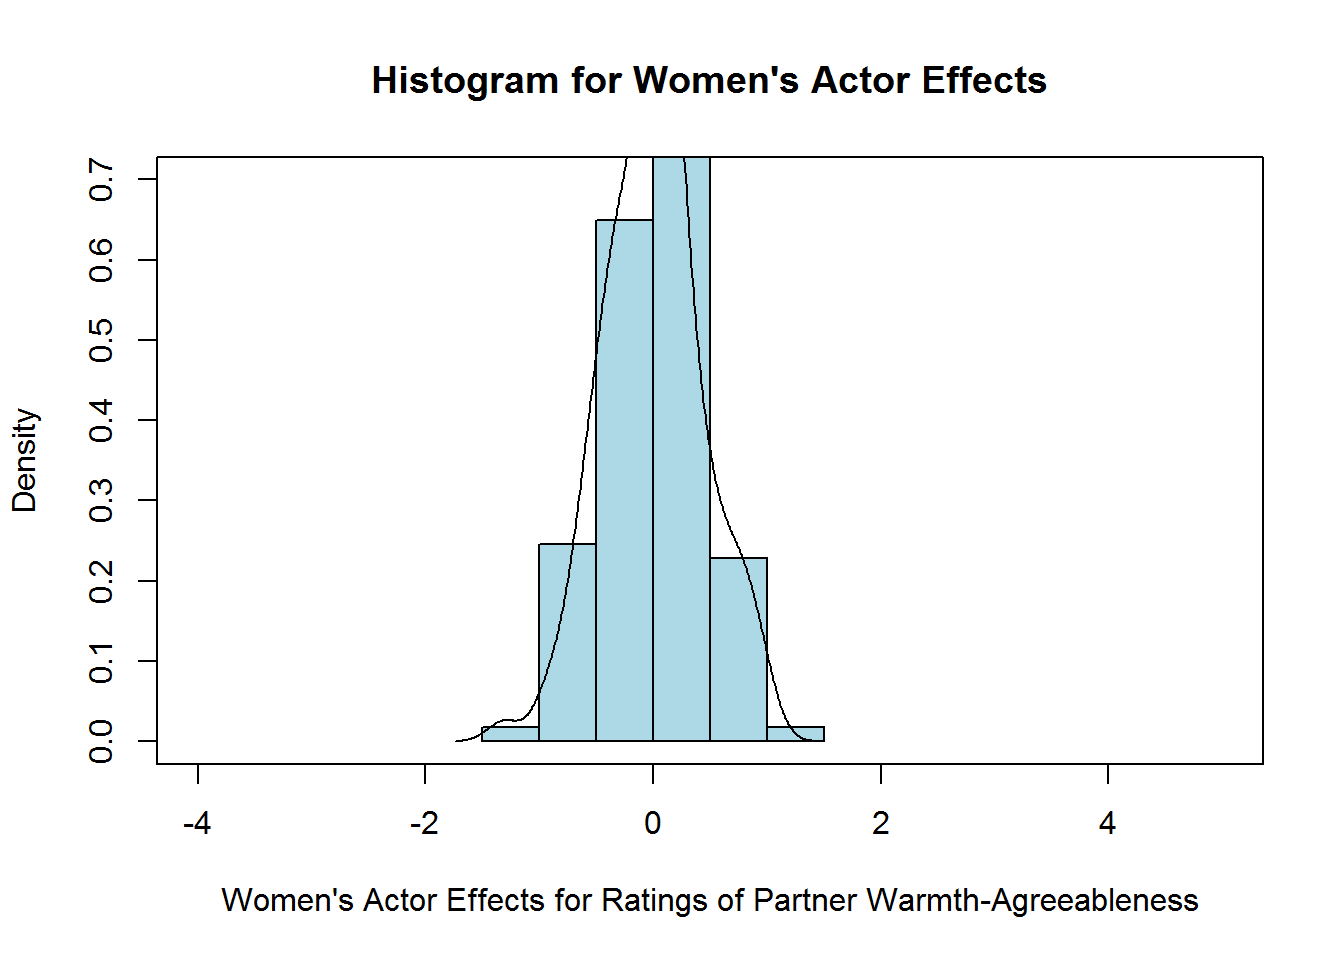 Histogram for Women's Actor Effects
0.7
0.6
0.5
0.4
0.3
0.2
0.1
0.0
Density
-4 -2 0 2 4
Women's Actor Effects for Ratings of Partner Warmth-Agreeableness